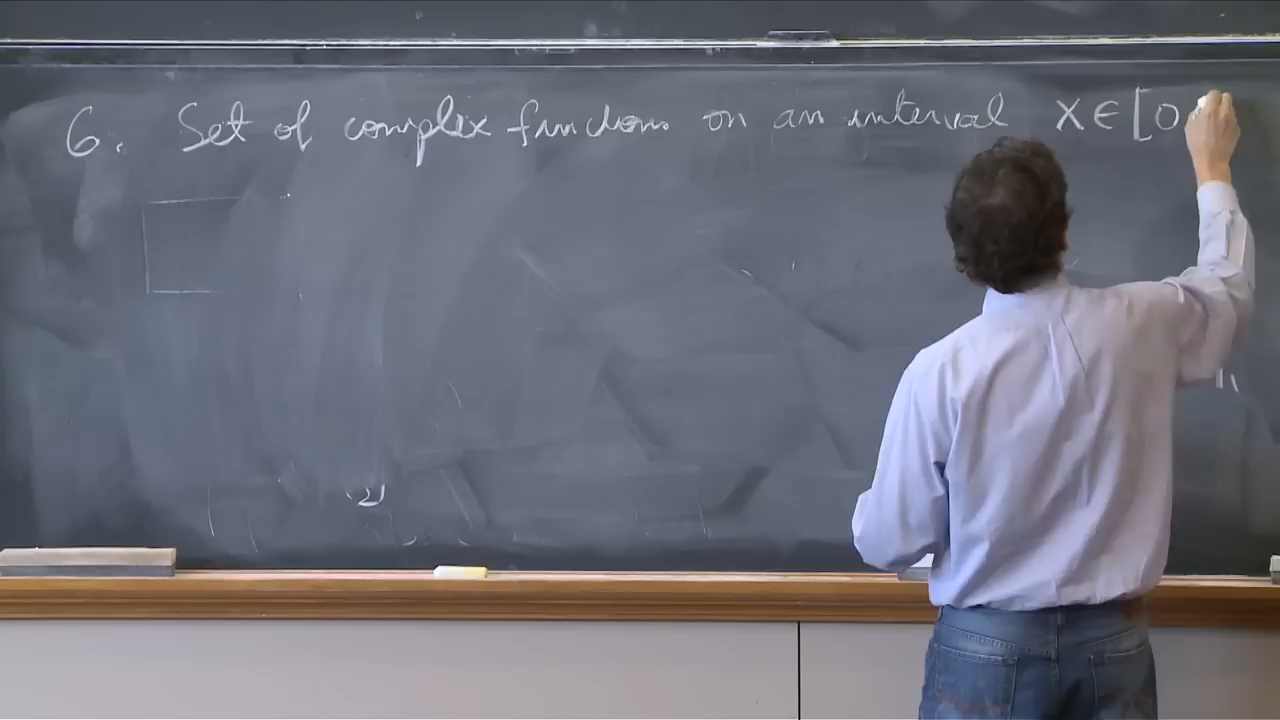 6. Set of complex functions on an interval x ∈ [0